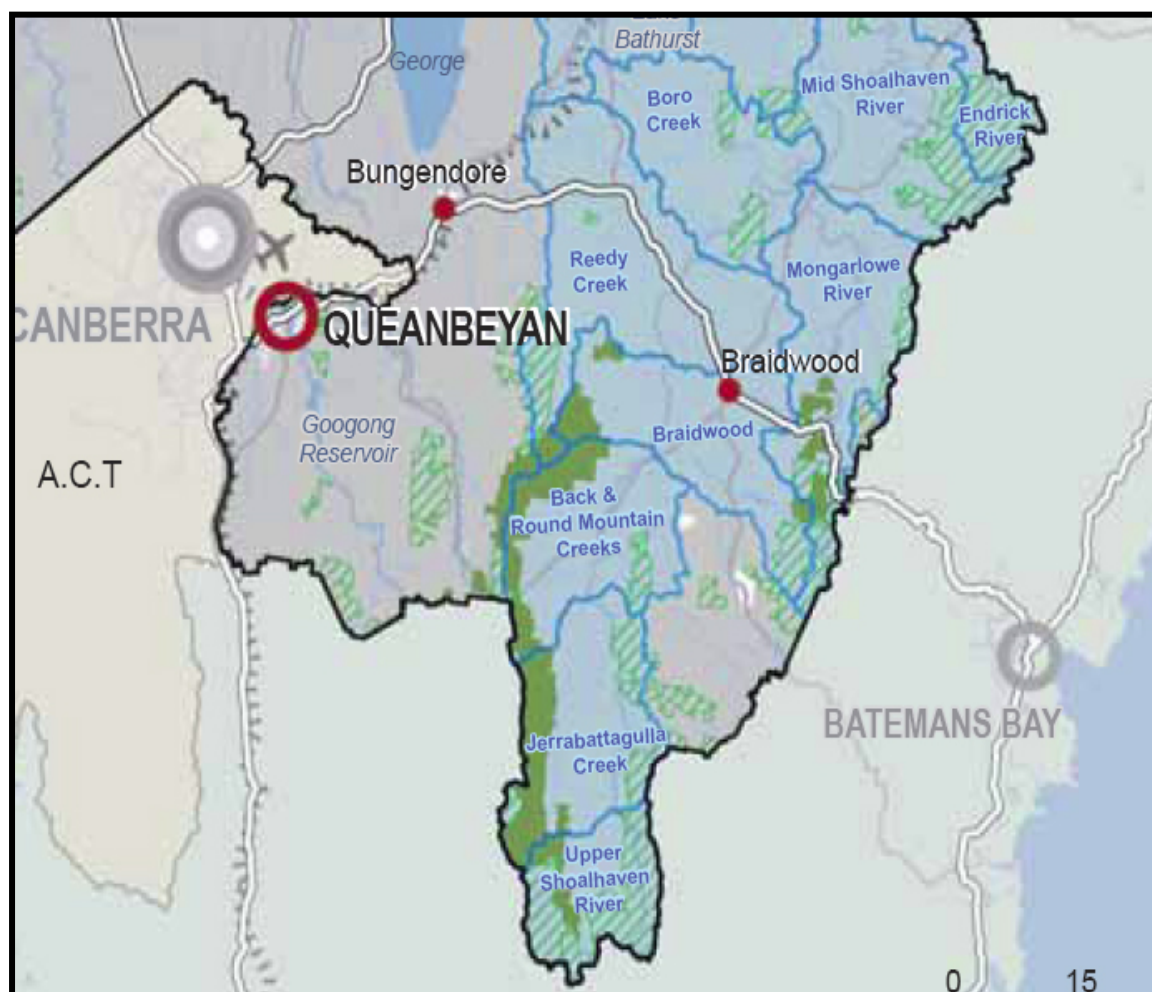 Bathurst
George
Boro
Creek
Mid Shoalhaven
River
Endrick
River
Bungendore
Reedy
Creek
Mongarlowe
River
CANBERRA
QUEANBEYAN
Braidwood
Googong
Reservoir
Braidwood
A.C.T
Back &
Round Mountain
Creeks
BATEMANS BAY
Jerrabattagulla
Creek
Upper
Shoalhaven
River
0 15